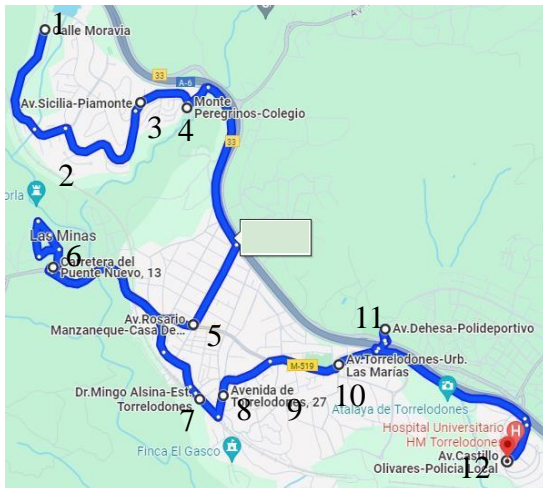 1
Calle Moravia
33
A-6
Av.Sicilia-Piamonte
3
4
Monte
Peregrinos-Colegio
33
2
orla
Las Minas
6
Carretera del
Puente Nuevo, 13
Av.Rosario
Manzaneque-Casa De...
5
11
Av.Dehesa-Polideportivo
M-519
Av.Torrelodones-Urb.
Las Marías
10
Dr.Mingo Alsina-Est
Torrelodones
7
8
Avenida de
Torrelodones, 27
9
Atalaya de Torrelodones
Finca El Gasco
Hospital Universitario
HM Torrelodones
H
Av.Castillo
Olivares-Policia Local
12